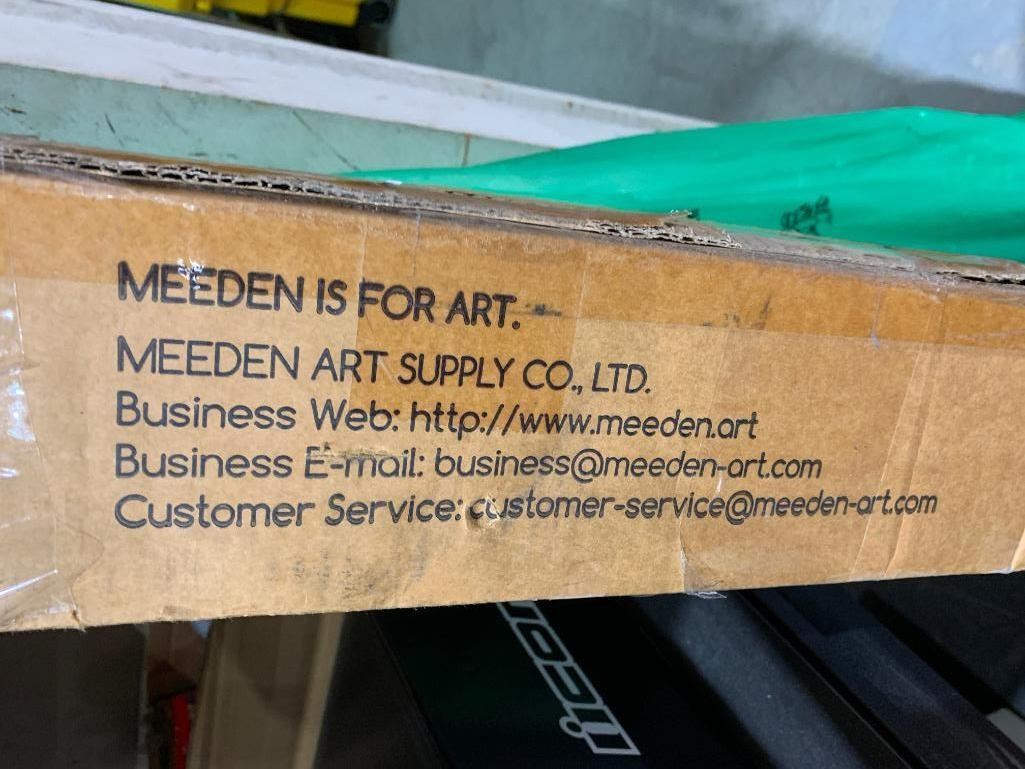 MEEDEN IS FOR ART.
MEEDEN ART SUPPLY CO., LTD.
Business Web: http://www.meeden.art
Business E-mail: business@meeden-art.com
Customer Service: customer-service@meeden-art.com